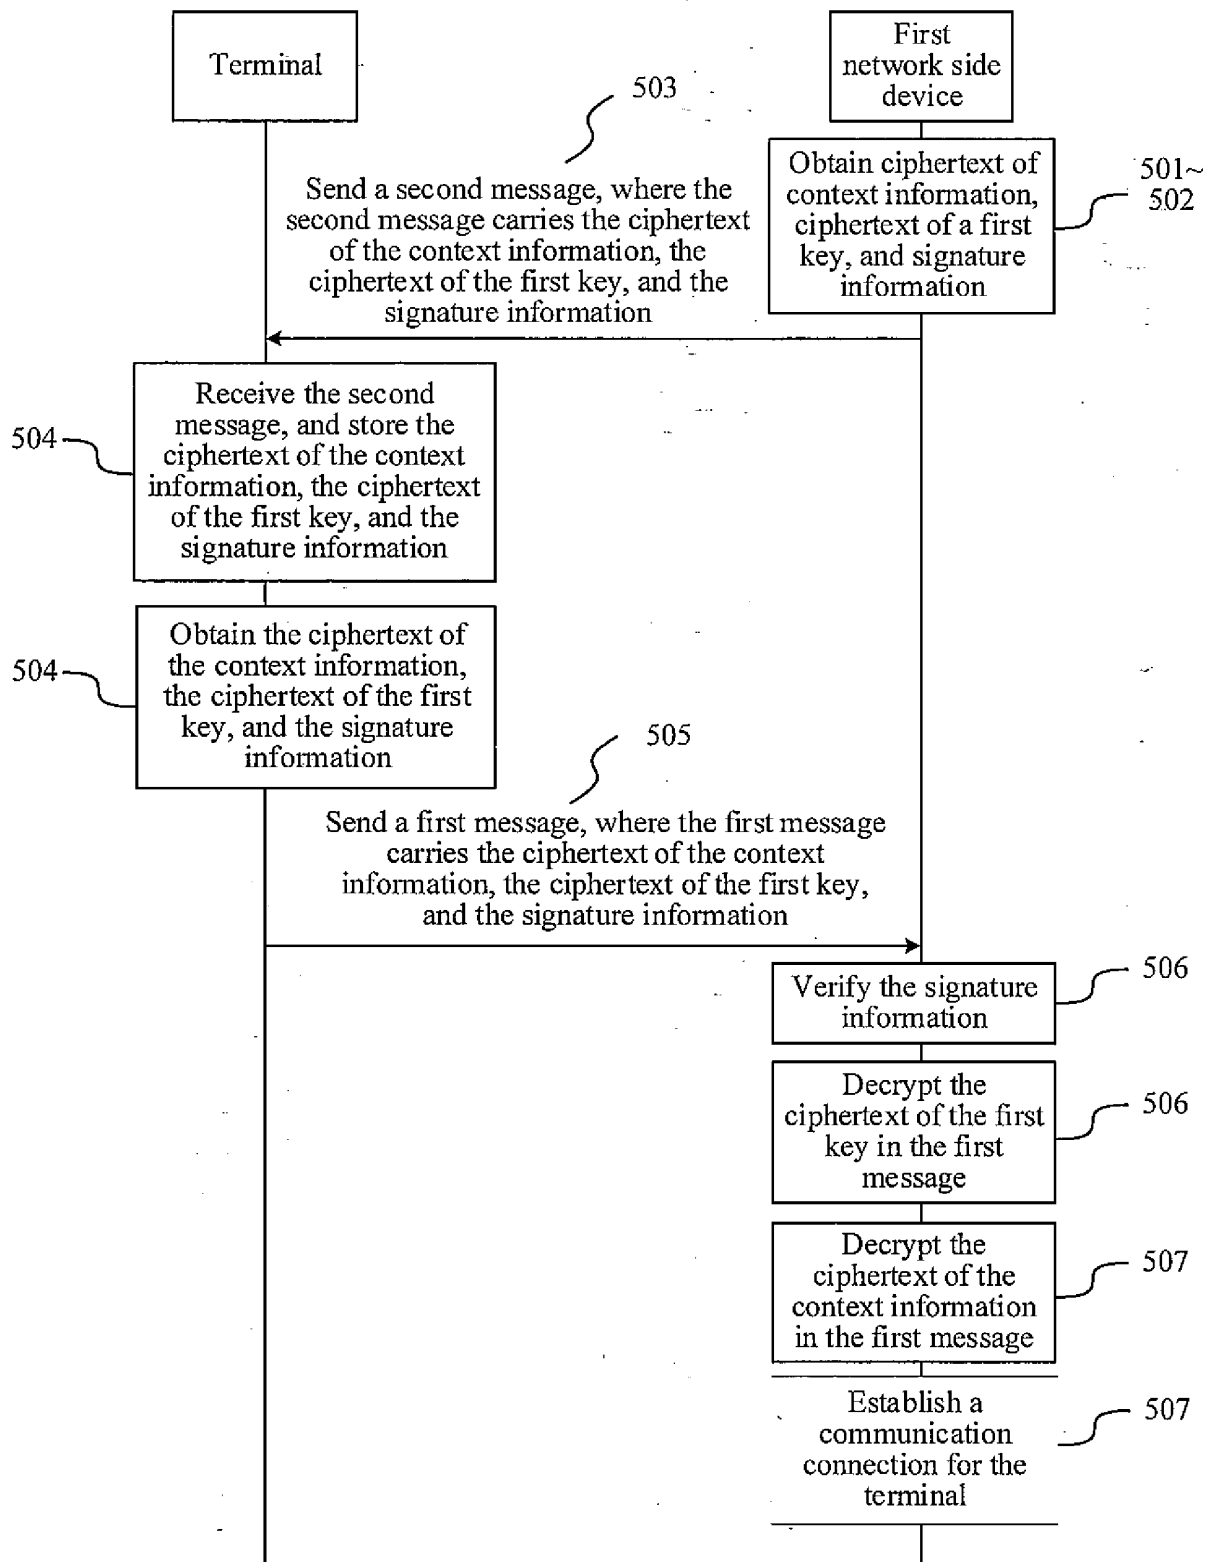 Terminal
First
network side
device
503
Obtain ciphertext of
context information,
ciphertext of a first
key, and signature
information
501~
502
Send a second message, where the
second message carries the ciphertext
of the context information, the
ciphertext of the first key, and the
signature information
504
Receive the second
message, and store the
ciphertext of the context
information, the ciphertext
of the first key, and the
signature information
504
Obtain the ciphertext of
the context information,
the ciphertext of the first
key, and the signature
information
505
Send a first message, where the first message
carries the ciphertext of the context
information, the ciphertext of the first key,
and the signature information
Verify the signature
information
506
Decrypt the
ciphertext of the first
key in the first
message
506
Decrypt the
ciphertext of the
context information
in the first message
507
Establish a
communication
connection for the
terminal
507